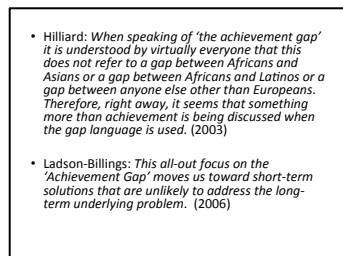 • Hilliard: When speaking of ‘the achievement gap’
it is understood by virtually everyone that this
does not refer to a gap between Africans and
Asians or a gap between Africans and Latinos or a
gap between anyone else other than Europeans.
Therefore, right away, it seems that something
more than achievement is being discussed when
the gap language is used. (2003)
• Ladson-Billings: This all-out focus on the
‘Achievement Gap’ moves us toward short-term
solutions that are unlikely to address the long-
term underlying problem. (2006)